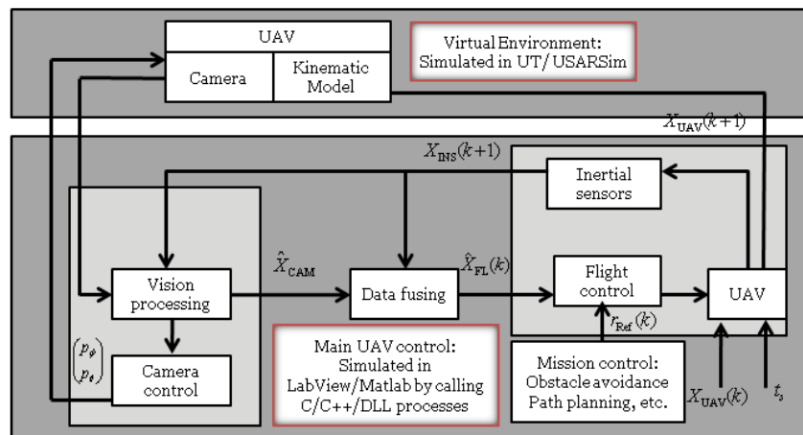 UAV
Camera
Kinematic
Model
Virtual Environment:
Simulated in UT/USARSim
X_UAV(k+1)
X_INS(k+1)
Inertial
sensors
X̂_CAM
X̂_FL(k)
Vision
processing
Data fusing
Flight
control
UAV
r_Ref(k)
(p_ϕ
p_ϑ)
Camera
control
Main UAV control:
Simulated in
LabView/Matlab by calling
C/C++/DLL processes
Mission control:
Obstacle avoidance
Path planning, etc.
X_UAV(k)
t_s